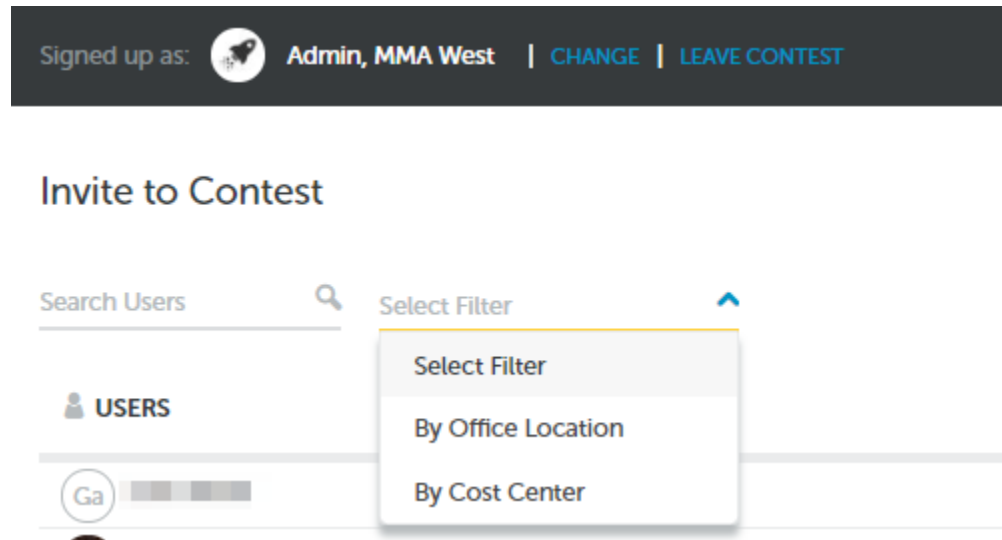 Signed up as: Admin, MMA West | CHANGE | LEAVE CONTEST
Invite to Contest
Search Users Select Filter
Select Filter
USERS
By Office Location
By Cost Center
Ga